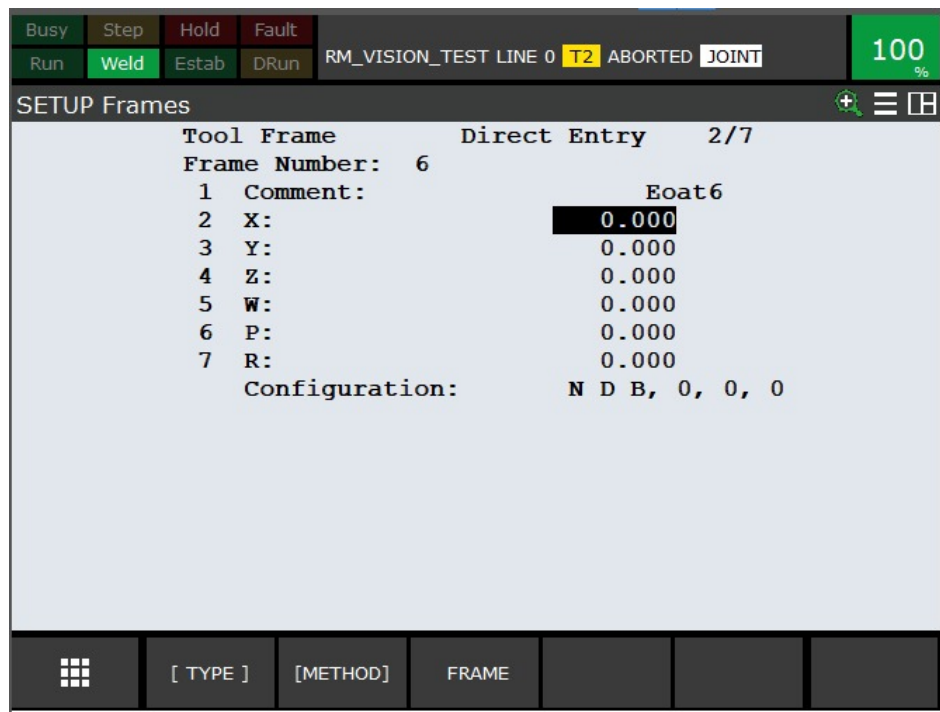 Busy Step Hold Fault
Run Weld Estab DRun RM_VISION_TEST LINE 0 T2 ABORTED JOINT 100 %
SETUP Frames
Tool Frame Direct Entry 2/7
Frame Number: 6
1 Comment: Eoat6
2 X: 0.000
3 Y: 0.000
4 Z: 0.000
5 W: 0.000
6 P: 0.000
7 R: 0.000
Configuration: N D B, 0, 0, 0
[ TYPE ] [METHOD] FRAME